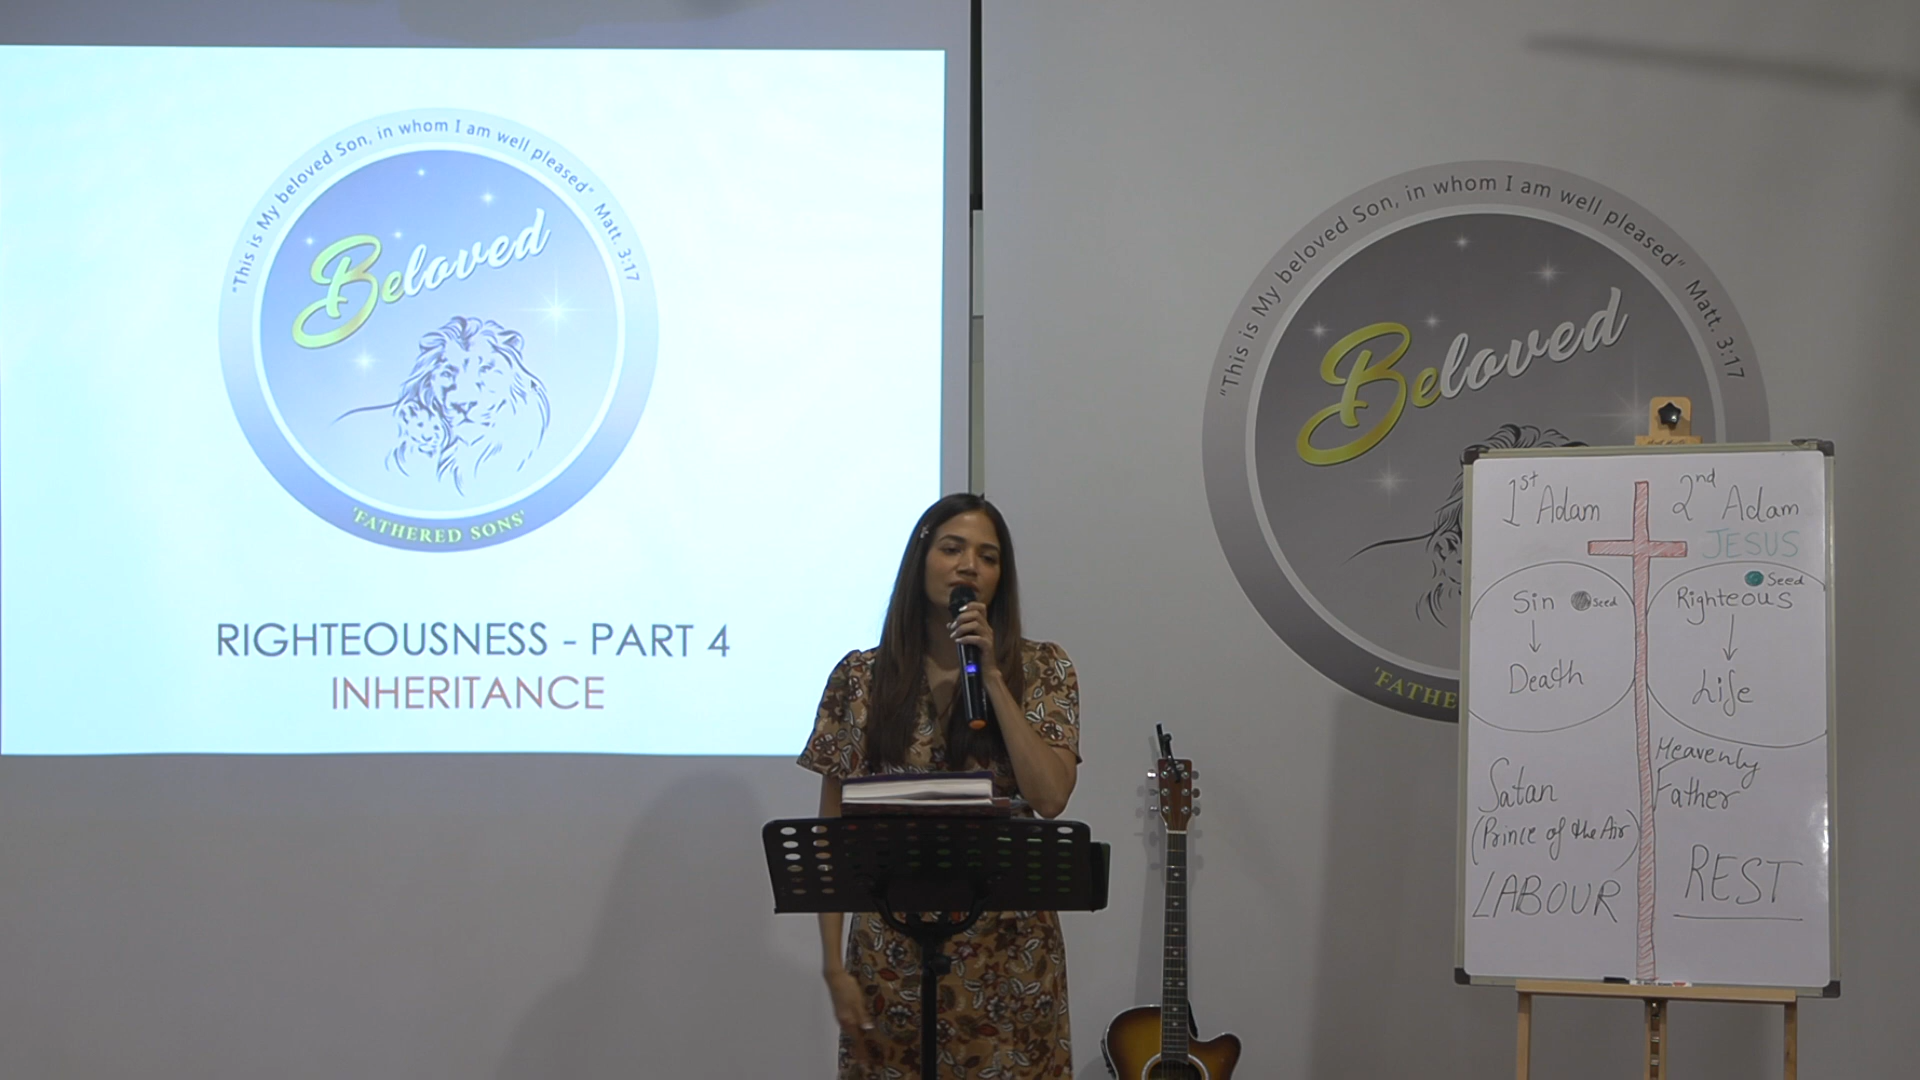 "This is My beloved Son, in whom I am well pleased" Matt. 3:17
Beloved
'FATHERED SONS'
RIGHTEOUSNESS - PART 4
INHERITANCE
"This is My beloved Son, in whom I am well pleased" Matt. 3:17
Beloved
'FATHE
1st Adam
Sin Seed
Death
Satan
(Prince of the Air)
LABOUR
2nd Adam
JESUS
Seed
Righteous
Life
Heavenly
Father
REST